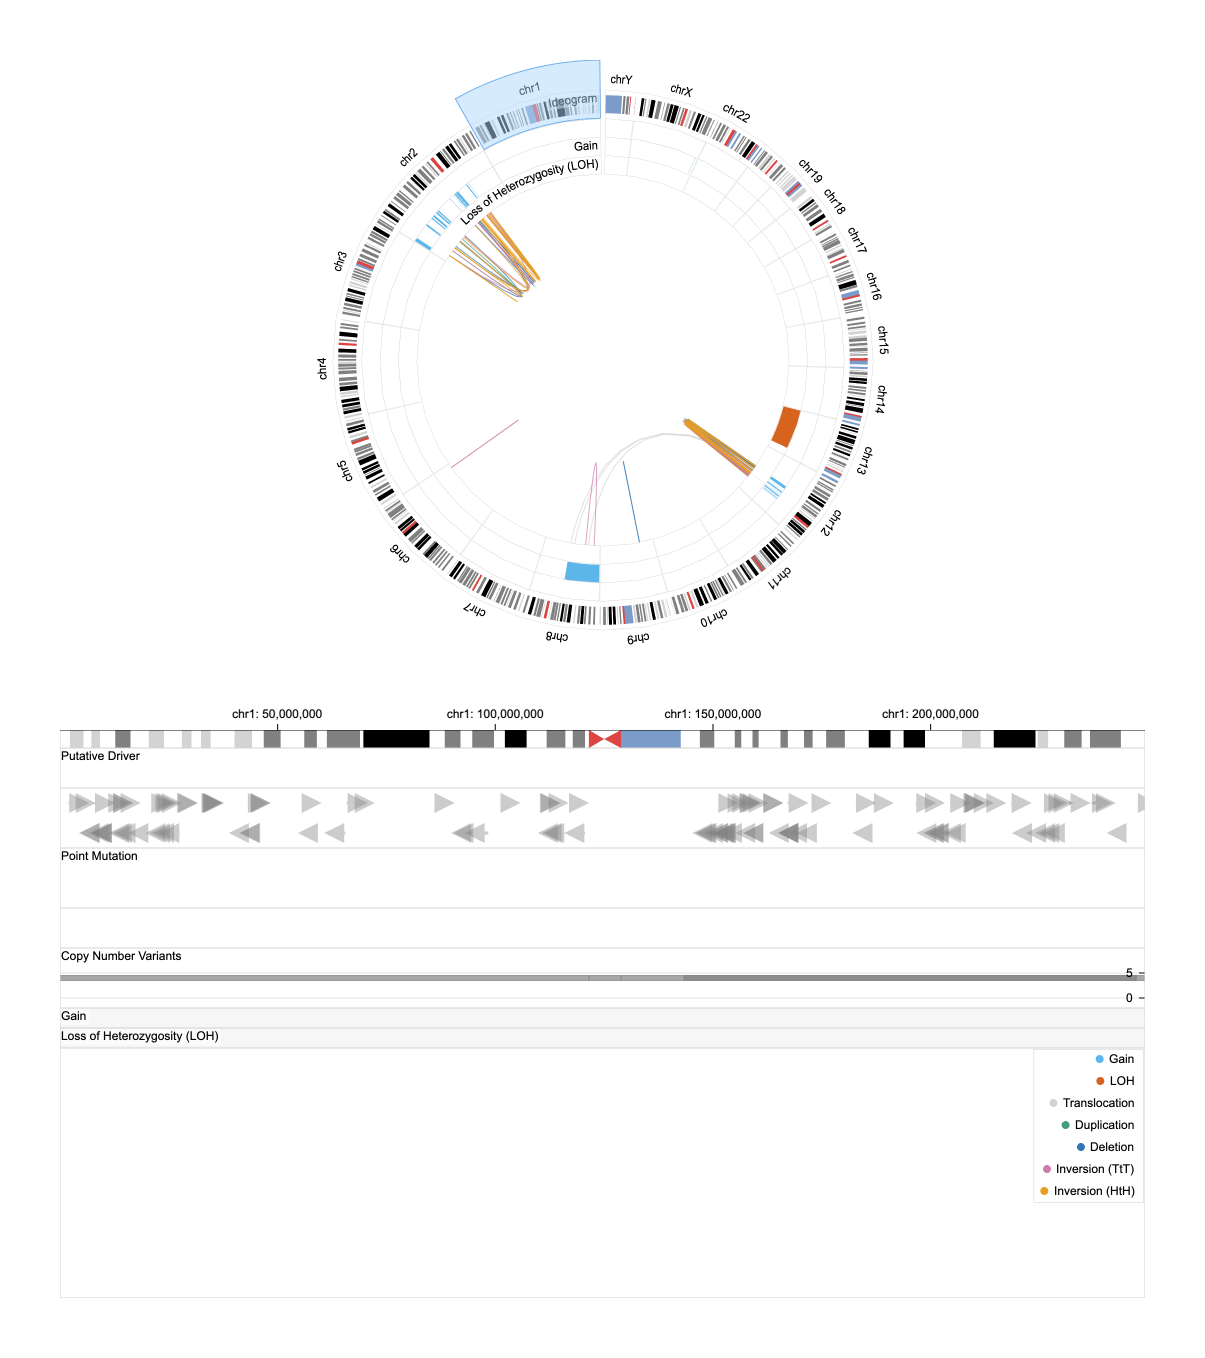 chrY
chrX
chr22
chr19
chr18
chr17
chr16
chr15
chr14
chr13
chr12
chr11
chr10
chr9
chr8
chr7
chr6
chr5
chr4
chr3
chr2
chr1
Ideogram
Gain
Loss of Heterozygosity (LOH)
chr1: 50,000,000
chr1: 100,000,000
chr1: 150,000,000
chr1: 200,000,000
Putative Driver
Point Mutation
Copy Number Variants
5
0
Gain
Loss of Heterozygosity (LOH)
Gain
LOH
Translocation
Duplication
Deletion
Inversion (TtT)
Inversion (HtH)